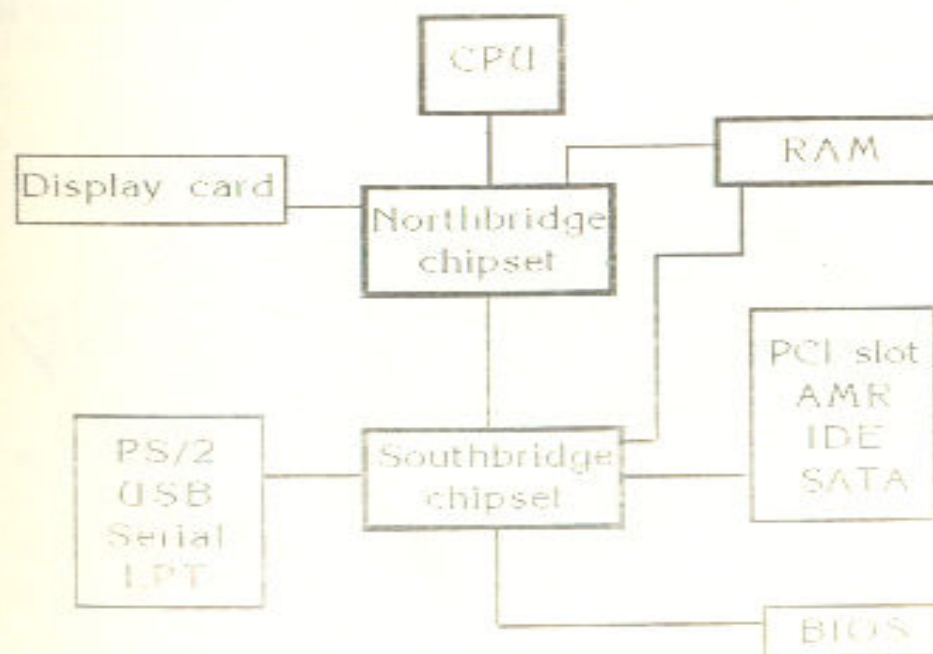 CPU
RAM
Display card
Northbridge
chipset
PCI slot
AMR
IDE
SATA
PS/2
USB
Serial
LPT
Southbridge
chipset
BIOS